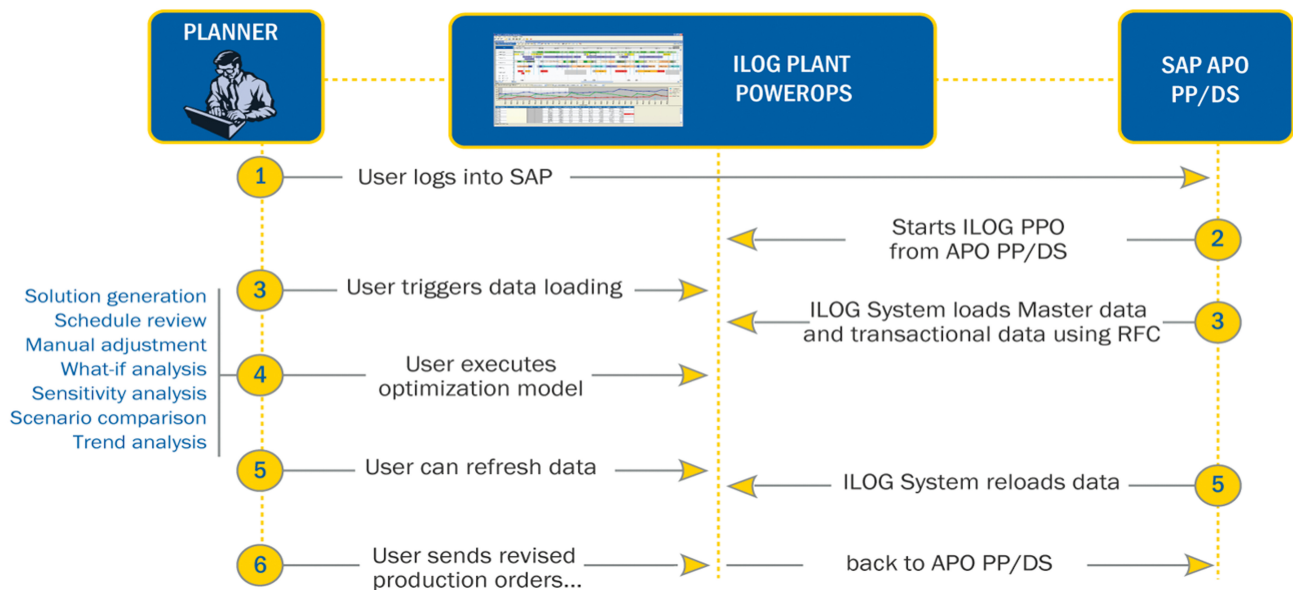 PLANNER
ILOG PLANT
POWEROPS
SAP APO
PP/DS
1
User logs into SAP
Starts ILOG PPO
from APO PP/DS
2
3
User triggers data loading
ILOG System loads Master data
and transactional data using RFC
3
Solution generation
Schedule review
Manual adjustment
What-if analysis
Sensitivity analysis
Scenario comparison
Trend analysis
4
User executes
optimization model
5
User can refresh data
ILOG System reloads data
5
6
User sends revised
production orders...
back to APO PP/DS